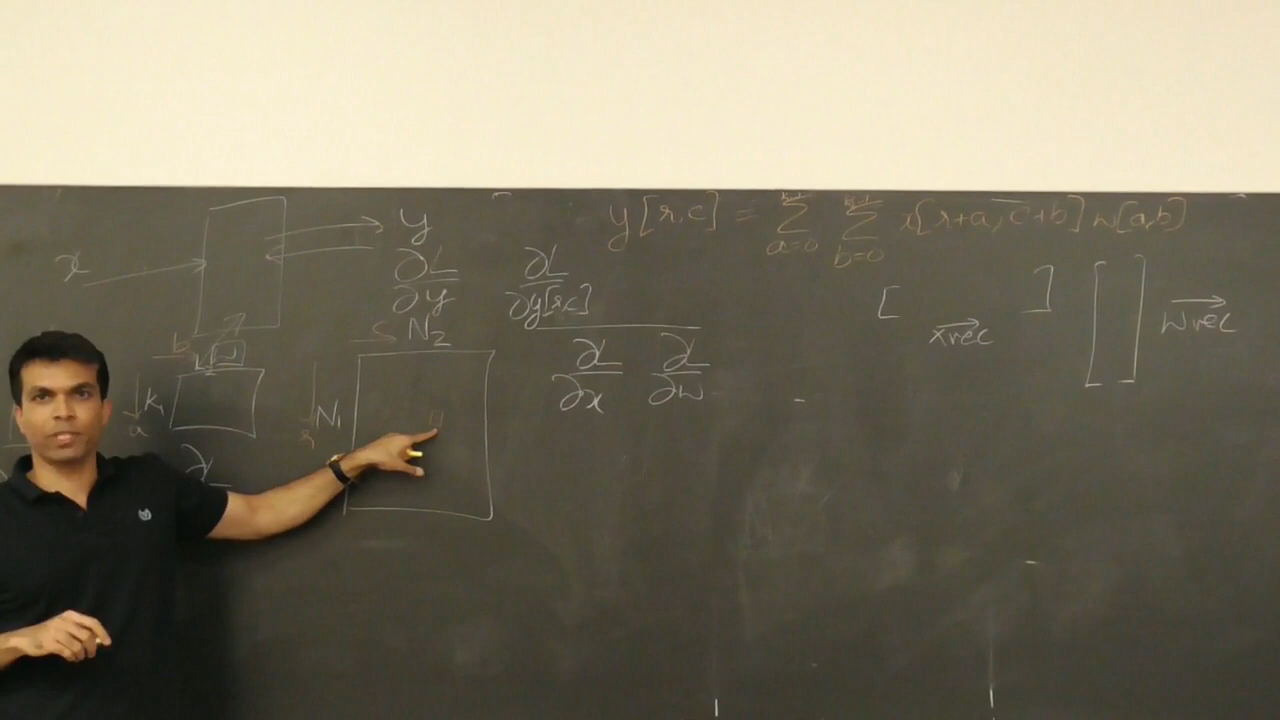 y
y[r,c] = Σ a=0 Σ b=0 x[r+a, c+b] w[a,b]
x
∂L/∂y
∂L/∂y[r,c]
[ ] [ ]
xvec
wvec
N₂
b
w
∂L/∂x ∂L/∂w
K₁
a
N₁
r